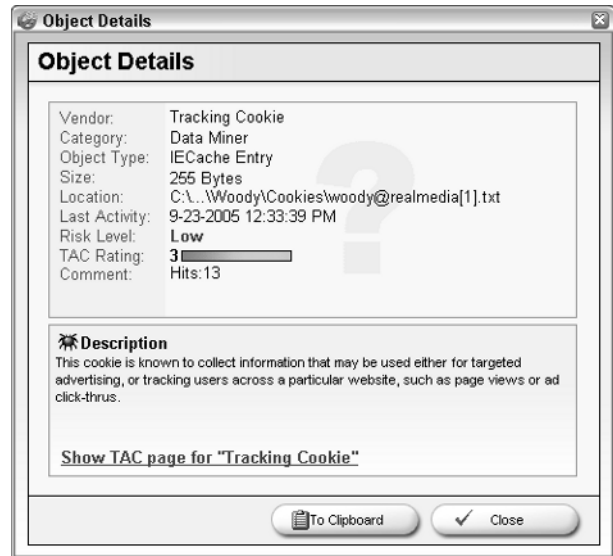 Object Details
Object Details
Vendor: Tracking Cookie
Category: Data Miner
Object Type: IECache Entry
Size: 255 Bytes
Location: C:\...\Woody\Cookies\woody@realmedia[1].txt
Last Activity: 9-23-2005 12:33:39 PM
Risk Level: Low
TAC Rating: 3
Comment: Hits:13
?
Description
This cookie is known to collect information that may be used either for targeted
advertising, or tracking users across a particular website, such as page views or ad
click-thrus.
Show TAC page for "Tracking Cookie"
To Clipboard
Close